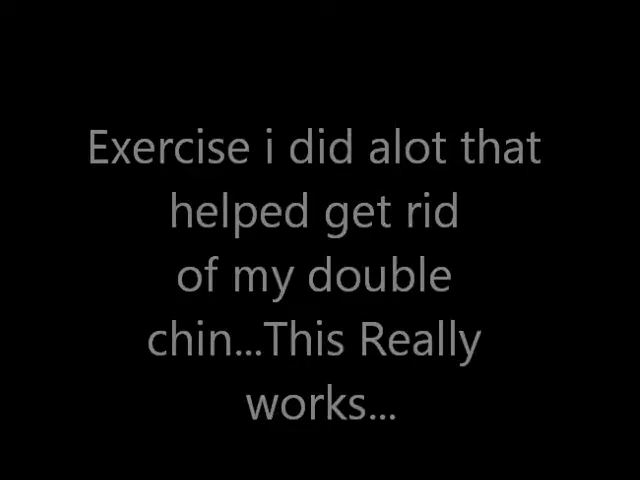 Exercise i did alot that
helped get rid
of my double
chin...This Really
works...